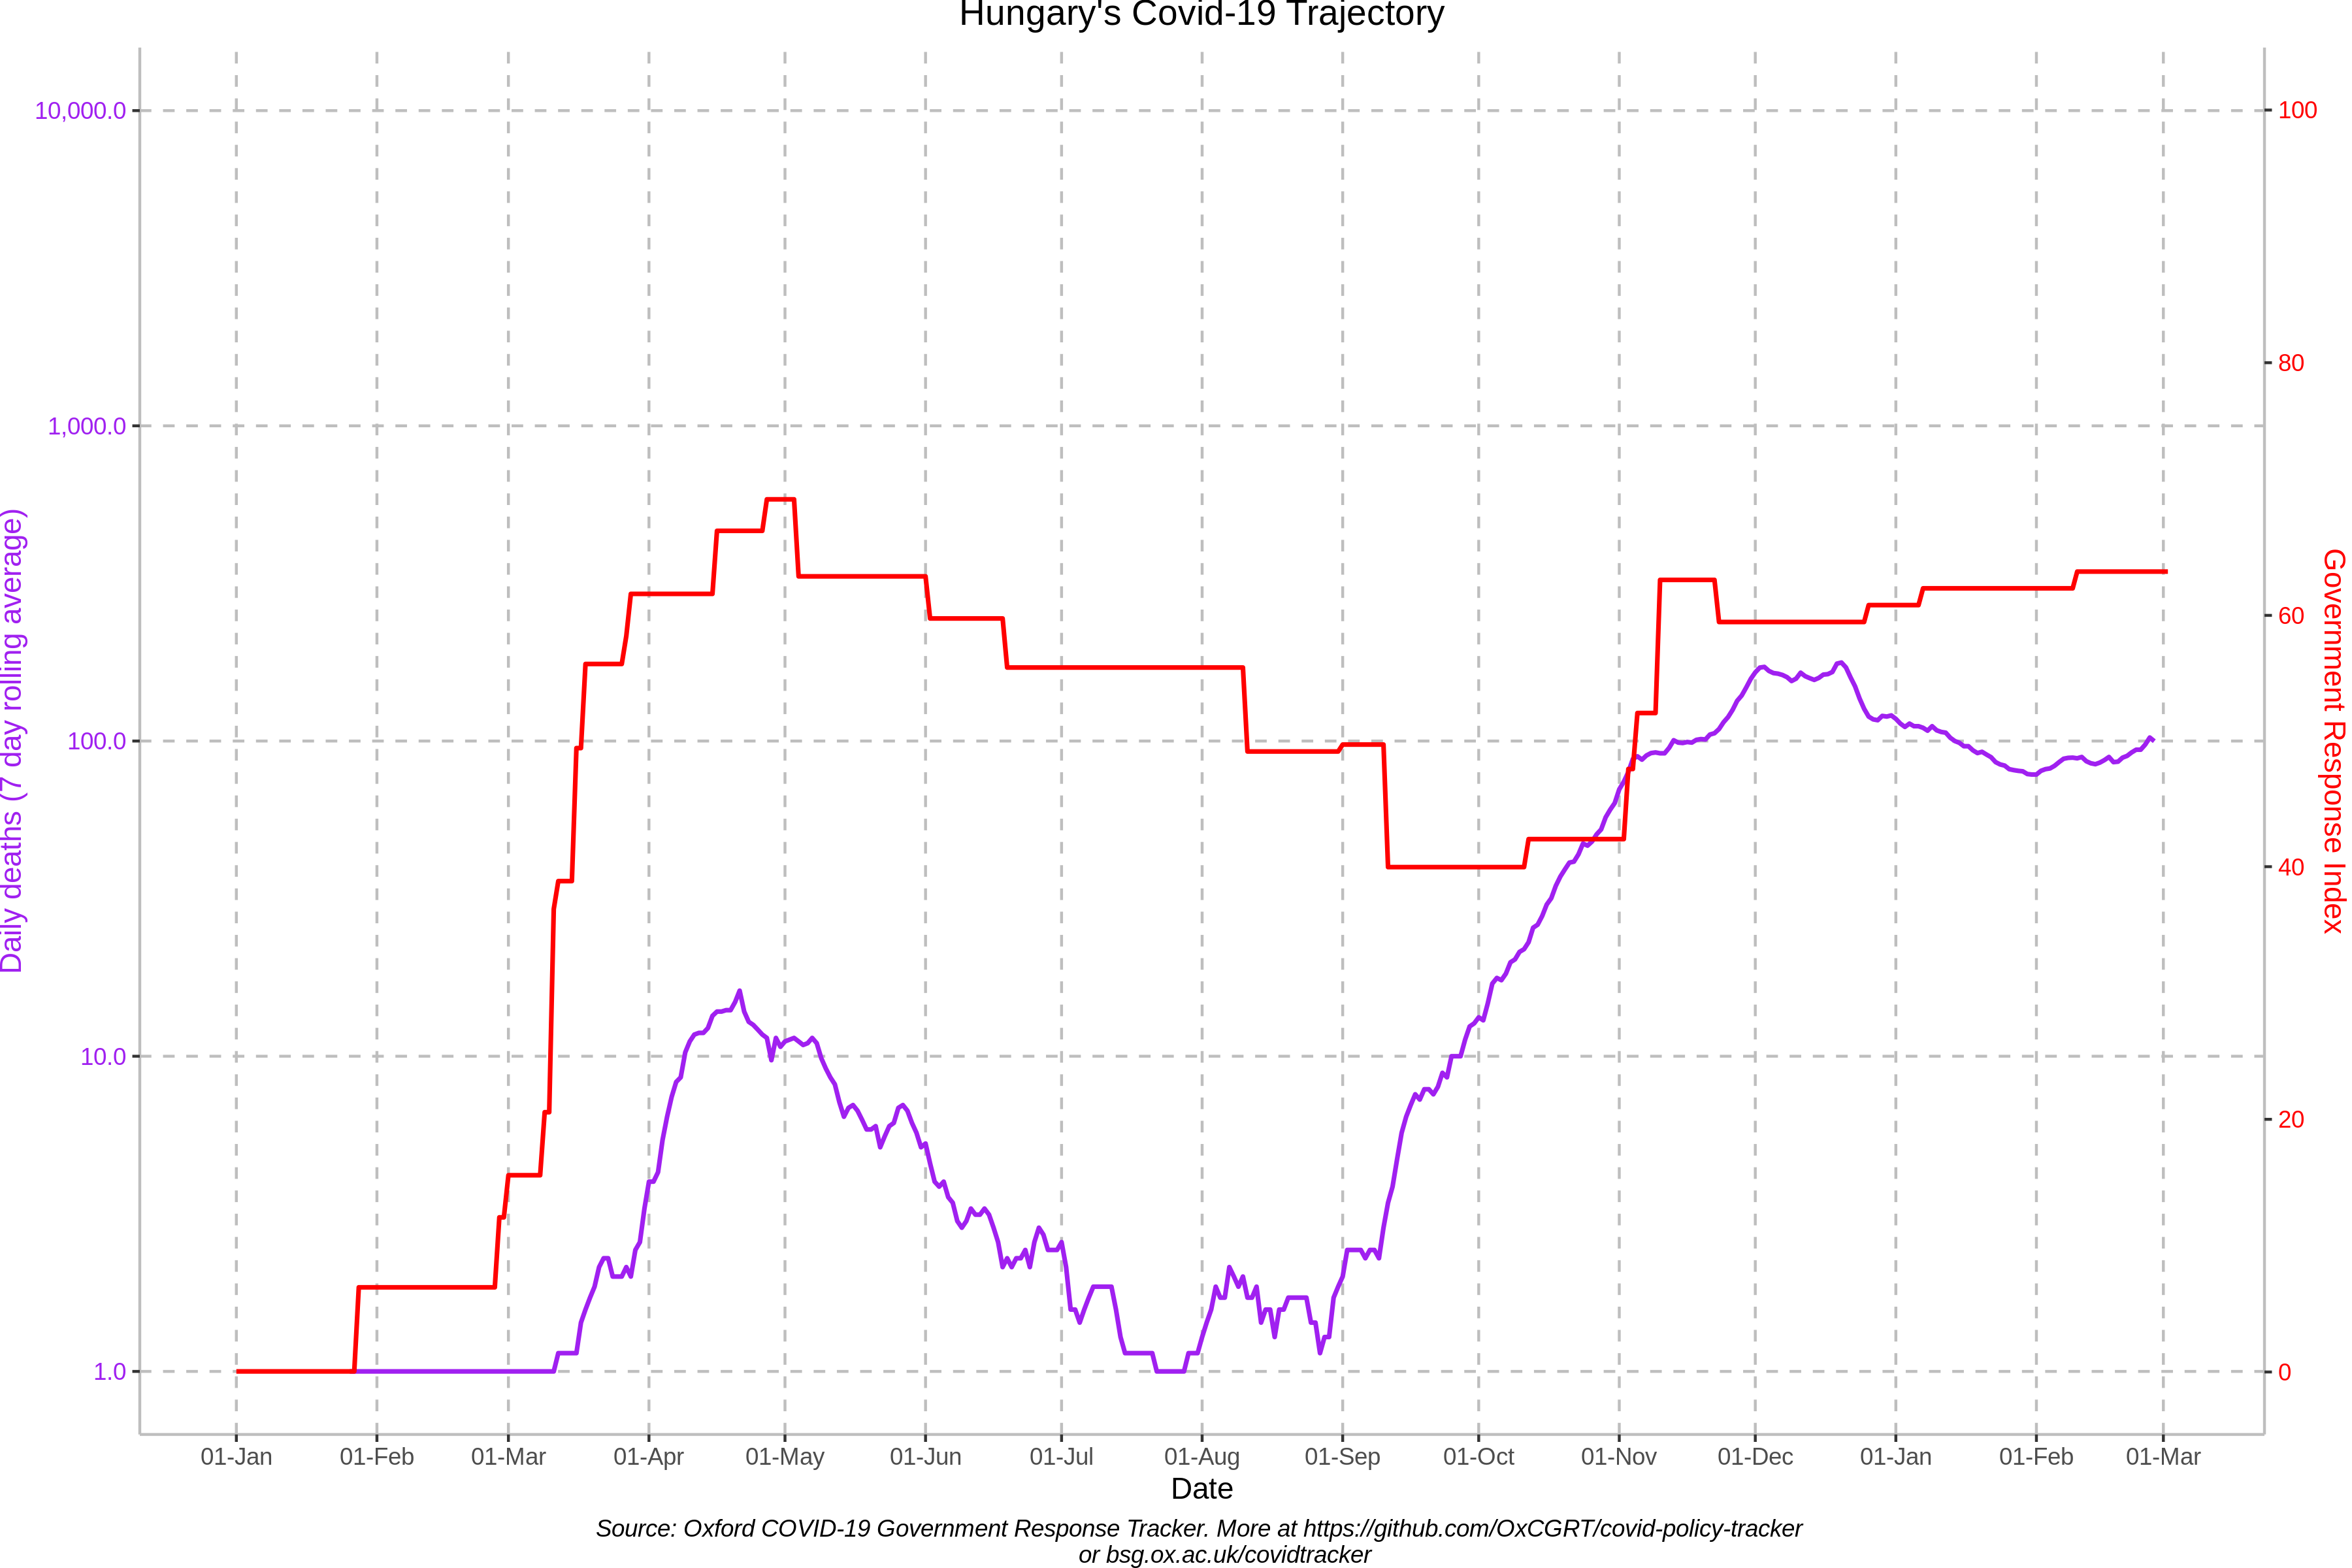 Hungary's Covid-19 Trajectory
10,000.0
1,000.0
100.0
10.0
1.0
Daily deaths (7 day rolling average)
100
80
60
40
20
0
Government Response Index
01-Jan 01-Feb 01-Mar 01-Apr 01-May 01-Jun 01-Jul 01-Aug 01-Sep 01-Oct 01-Nov 01-Dec 01-Jan 01-Feb 01-Mar
Date
Source: Oxford COVID-19 Government Response Tracker. More at https://github.com/OxCGRT/covid-policy-tracker
or bsg.ox.ac.uk/covidtracker